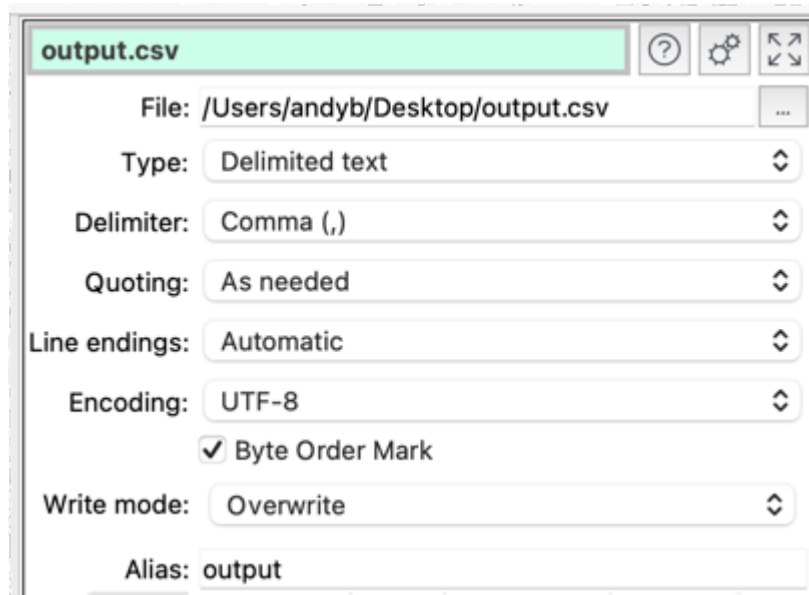 output.csv
File: /Users/andyb/Desktop/output.csv ...
Type: Delimited text
Delimiter: Comma (,)
Quoting: As needed
Line endings: Automatic
Encoding: UTF-8
Byte Order Mark
Write mode: Overwrite
Alias: output